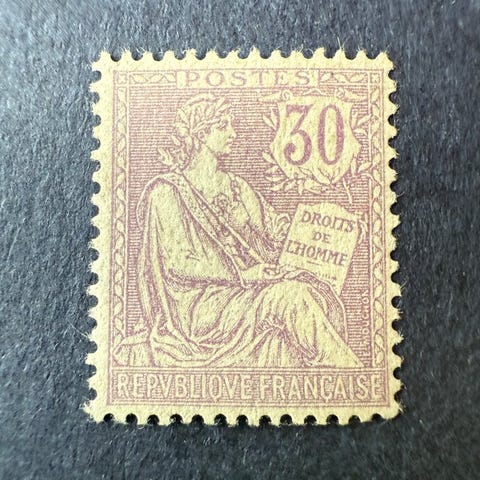 POSTES
30
DROITS
DE
L'HOMME
REPVBLIQVE FRANÇAISE